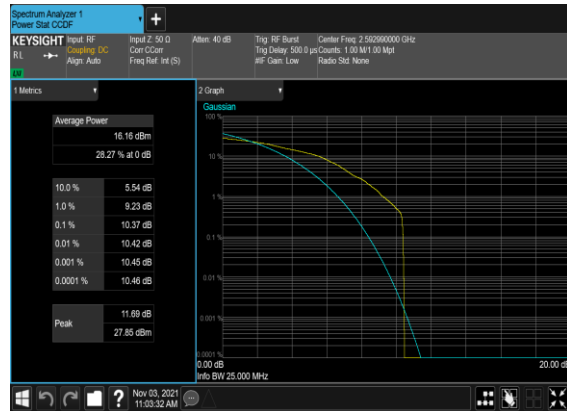 Spectrum Analyzer 1
Power Stat CCDF
+
KEYSIGHT
Input: RF
Input Z: 50 Ω
Atten: 40 dB
Trig: RF Burst
Center Freq: 2.592990000 GHz
RL
Coupling: DC
Corr CCorr
Trig Delay: 500.0 µs
Counts: 1.00 M/1.00 Mpt
Align: Auto
Freq Ref: Int (S)
#IF Gain: Low
Radio Std: None
1 Metrics
2 Graph
Gaussian
Average Power
16.16 dBm
28.27 % at 0 dB
10.0 % 5.54 dB
1.0 % 9.23 dB
0.1 % 10.37 dB
0.01 % 10.42 dB
0.001 % 10.45 dB
0.0001 % 10.46 dB
Peak
11.69 dB
27.85 dBm
100 %
10 %
1 %
0.1 %
0.01 %
0.001 %
0.0001 %
0.00 dB
20.00 dB
Info BW 25.000 MHz
?
Nov 03, 2021
11:03:32 AM